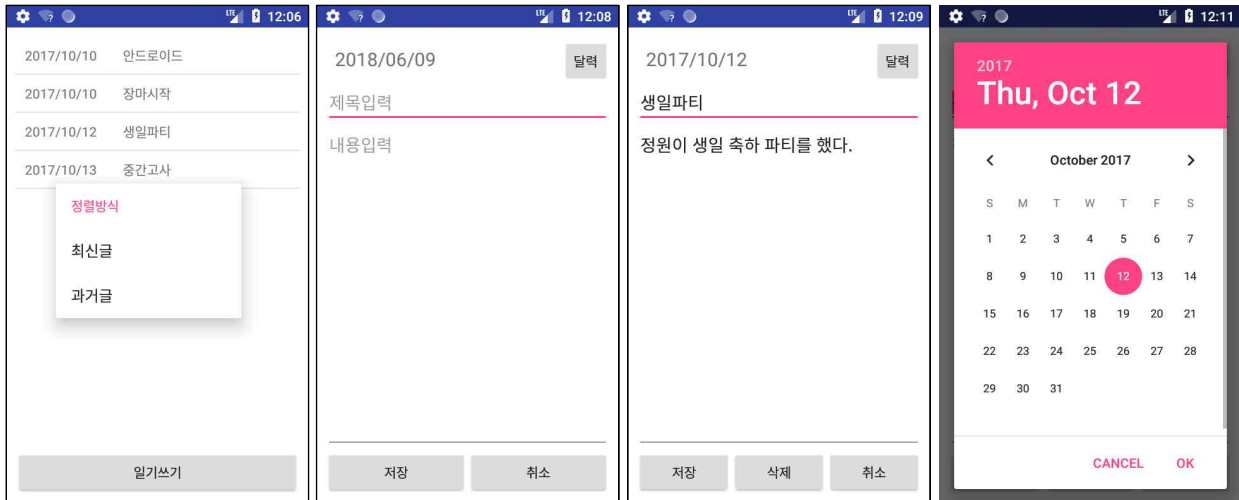 LTE 12:06
2017/10/10 안드로이드
2017/10/10 장마시작
2017/10/12 생일파티
2017/10/13 중간고사
정렬방식
최신글
과거글
일기쓰기
LTE 12:08
2018/06/09 달력
제목입력
내용입력
저장 취소
LTE 12:09
2017/10/12 달력
생일파티
정원이 생일 축하 파티를 했다.
저장 삭제 취소
LTE 12:11
2017
Thu, Oct 12
October 2017
S M T W T F S
1 2 3 4 5 6 7
8 9 10 11 12 13 14
15 16 17 18 19 20 21
22 23 24 25 26 27 28
29 30 31
CANCEL OK